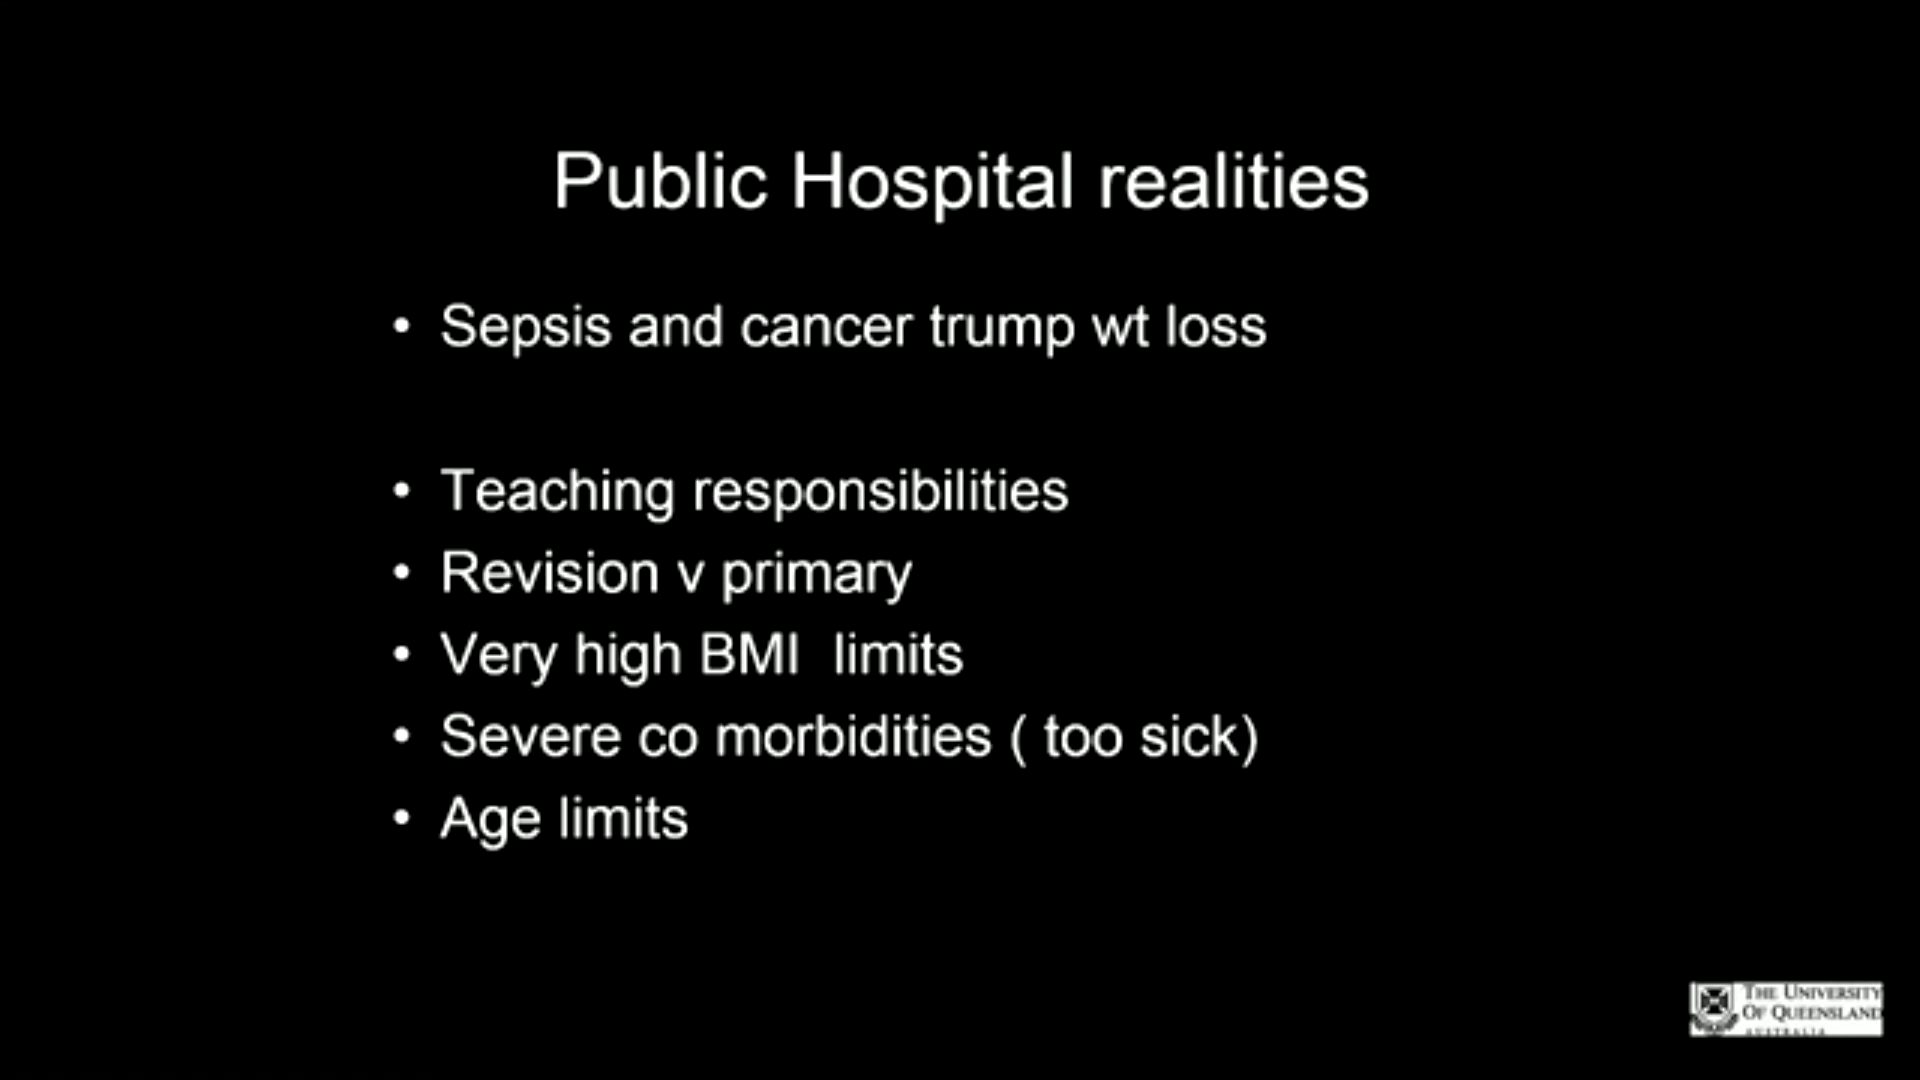 Public Hospital realities
• Sepsis and cancer trump wt loss
• Teaching responsibilities
• Revision v primary
• Very high BMI  limits
• Severe co morbidities ( too sick)
• Age limits
THE UNIVERSITY
OF QUEENSLAND
AUSTRALIA